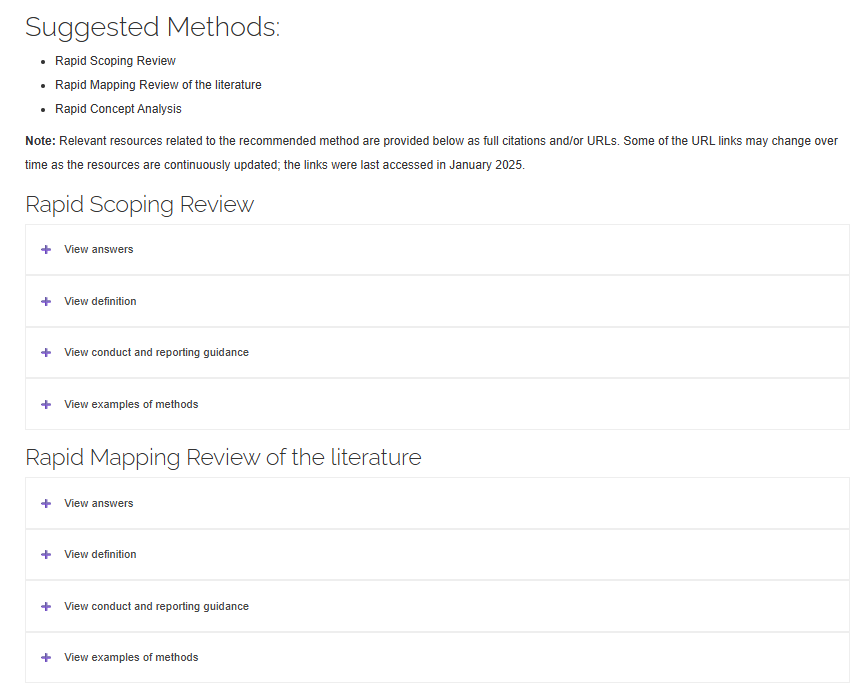 Suggested Methods:
Rapid Scoping Review
Rapid Mapping Review of the literature
Rapid Concept Analysis
Note: Relevant resources related to the recommended method are provided below as full citations and/or URLs. Some of the URL links may change over
time as the resources are continuously updated; the links were last accessed in January 2025.
Rapid Scoping Review
View answers
View definition
View conduct and reporting guidance
View examples of methods
Rapid Mapping Review of the literature
View answers
View definition
View conduct and reporting guidance
View examples of methods